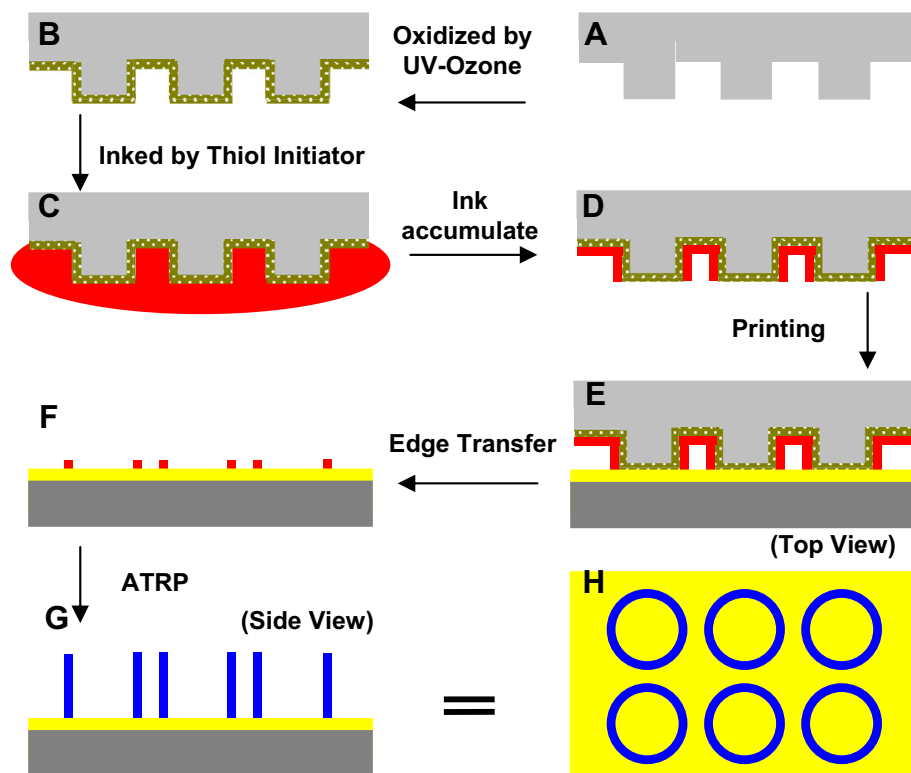 B
Oxidized by
UV-Ozone
A
Inked by Thiol Initiator
C
Ink
accumulate
D
Printing
E
F
Edge Transfer
(Top View)
ATRP
G
(Side View)
H
=